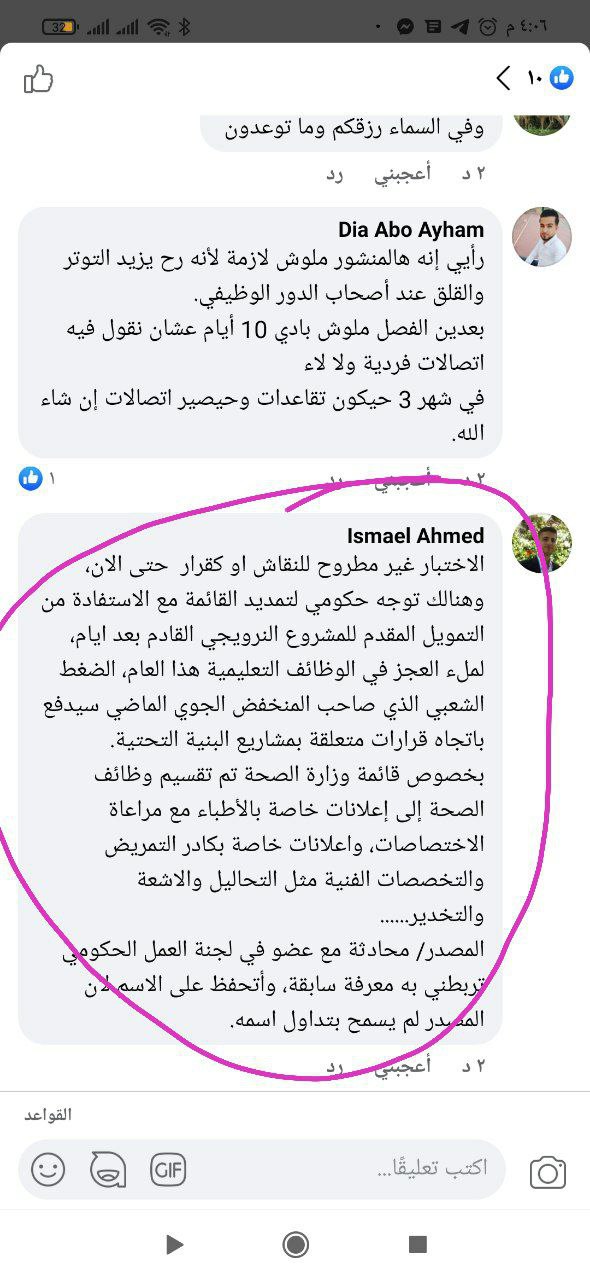 32
٤:٠٦ م
١٠
وفي السماء رزقكم وما توعدون
٢ د أعجبني رد
Dia Abo Ayham
رأيي إنه هالمنشور ملوش لازمة لأنه رح يزيد التوتر
والقلق عند أصحاب الدور الوظيفي.
بعدين الفصل ملوش بادي 10 أيام عشان نقول فيه
اتصالات فردية ولا لاء
في شهر 3 حيكون تقاعدات وحيصير اتصالات إن شاء
الله.
٢ د أعجبني رد
١
Ismael Ahmed
الاختبار غير مطروح للنقاش او كقرار حتى الان،
وهنالك توجه حكومي لتمديد القائمة مع الاستفادة من
التمويل المقدم للمشروع النرويجي القادم بعد ايام،
لملء العجز في الوظائف التعليمية هذا العام، الضغط
الشعبي الذي صاحب المنخفض الجوي الماضي سيدفع
باتجاه قرارات متعلقة بمشاريع البنية التحتية.
بخصوص قائمة وزارة الصحة تم تقسيم وظائف
الصحة إلى إعلانات خاصة بالأطباء مع مراعاة
الاختصاصات، واعلانات خاصة بكادر التمريض
والتخصصات الفنية مثل التحاليل والاشعة
والتخدير......
المصدر/ محادثة مع عضو في لجنة العمل الحكومي
تربطني به معرفة سابقة، وأتحفظ على الاسم لان
المصدر لم يسمح بتداول اسمه.
٢ د أعجبني رد
القواعد
اكتب تعليقًا...
GIF